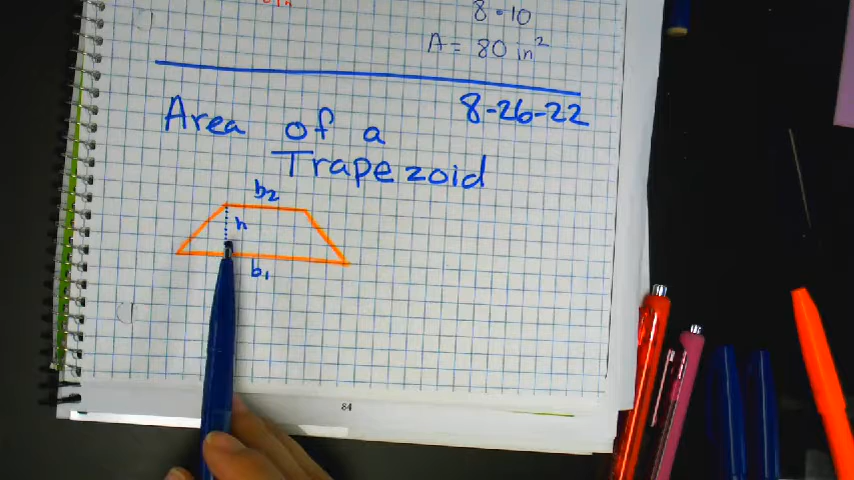 8 · 10
A = 80 in²
8-26-22
Area of a
Trapezoid
b₂
h
b₁
84